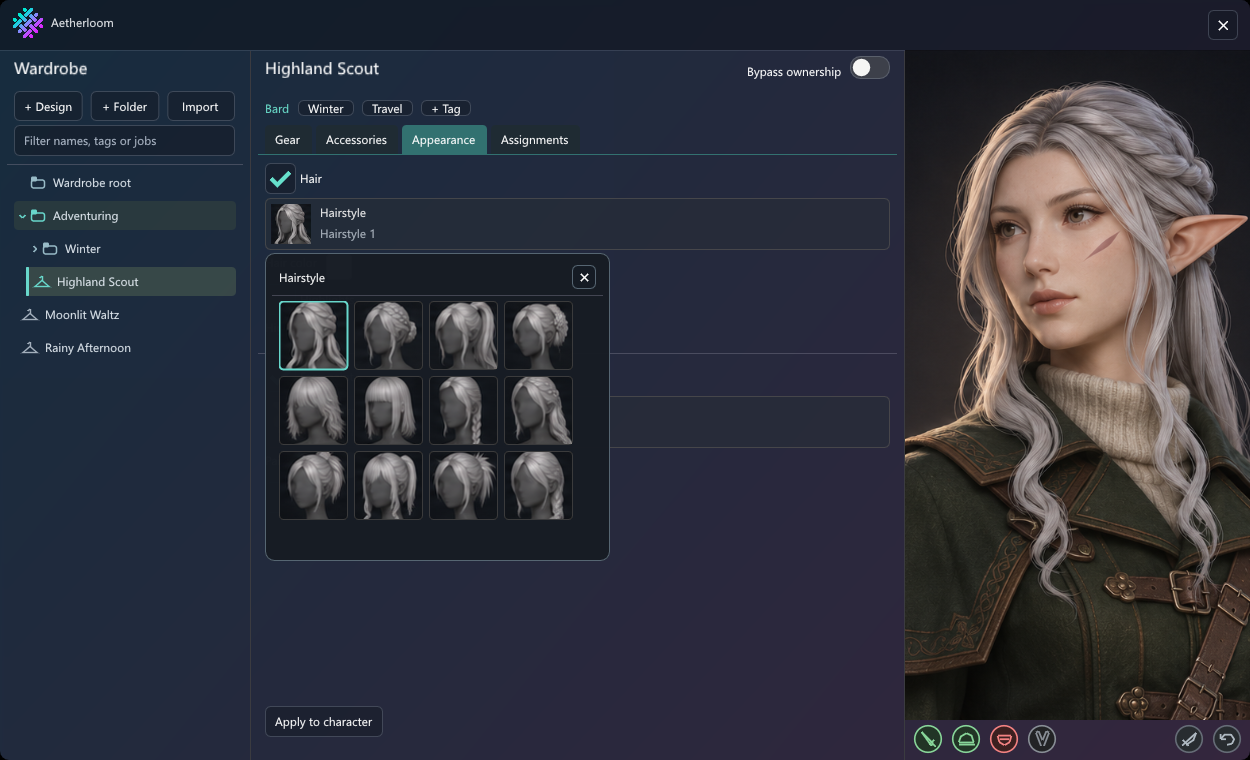 Aetherloom
Wardrobe
+ Design
+ Folder
Import
Filter names, tags or jobs
Wardrobe root
Adventuring
Winter
Highland Scout
Moonlit Waltz
Rainy Afternoon
Highland Scout
Bypass ownership
Bard
Winter
Travel
+ Tag
Gear
Accessories
Appearance
Assignments
Hair
Hairstyle
Hairstyle 1
Hairstyle
Apply to character